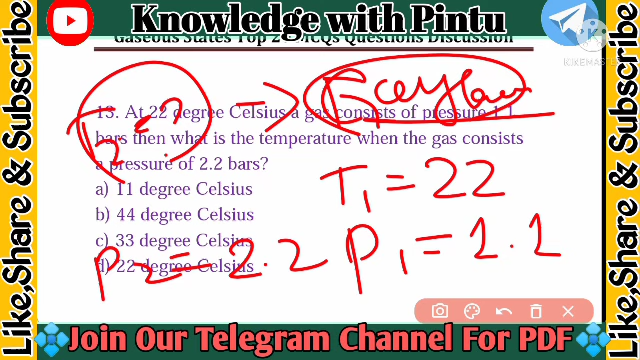 Knowledge with Pintu
Gaseous States Top 2 MCQs Questions Discussion
KINEMASTER
13. At 22 degree Celsius a gas consists of pressure 1.1
bars then what is the temperature when the gas consists
a pressure of 2.2 bars?
a) 11 degree Celsius
b) 44 degree Celsius
c) 33 degree Celsius
d) 22 degree Celsius
T2 = ?
T1 = 22
P2 = 2.2
P1 = 1.1
Like,Share & Subscribe
Like,Share & Subscribe
Join Our Telegram Channel For PDF